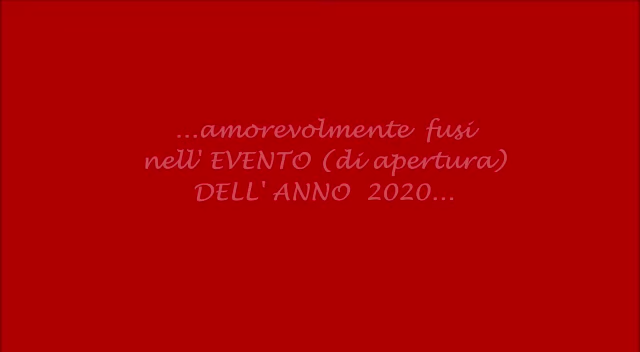 ...amorevolmente fusi
nell' EVENTO (di apertura)
DELL' ANNO 2020...